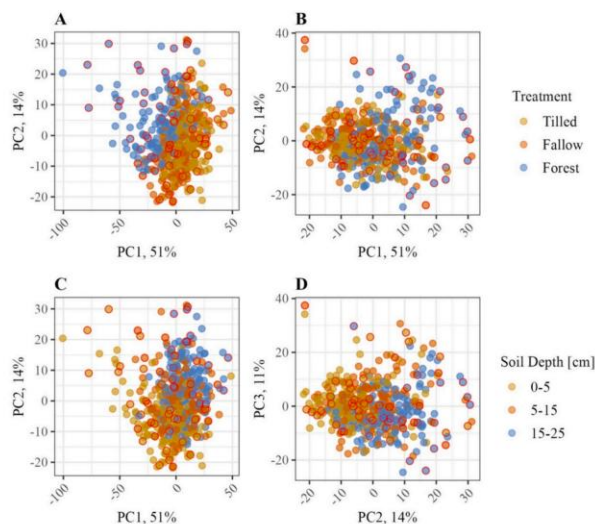 A
B
PC2, 14%
30
20
10
0
-10
-20
-100
-50
0
50
PC1, 51%
PC2, 14%
40
20
0
-20
-20
-10
0
10
20
30
PC1, 51%
Treatment
Tilled
Fallow
Forest
C
D
PC2, 14%
30
20
10
0
-10
-20
-100
-50
0
50
PC1, 51%
PC3, 11%
40
20
0
-20
-20
-10
0
10
20
30
PC2, 14%
Soil Depth [cm]
0-5
5-15
15-25